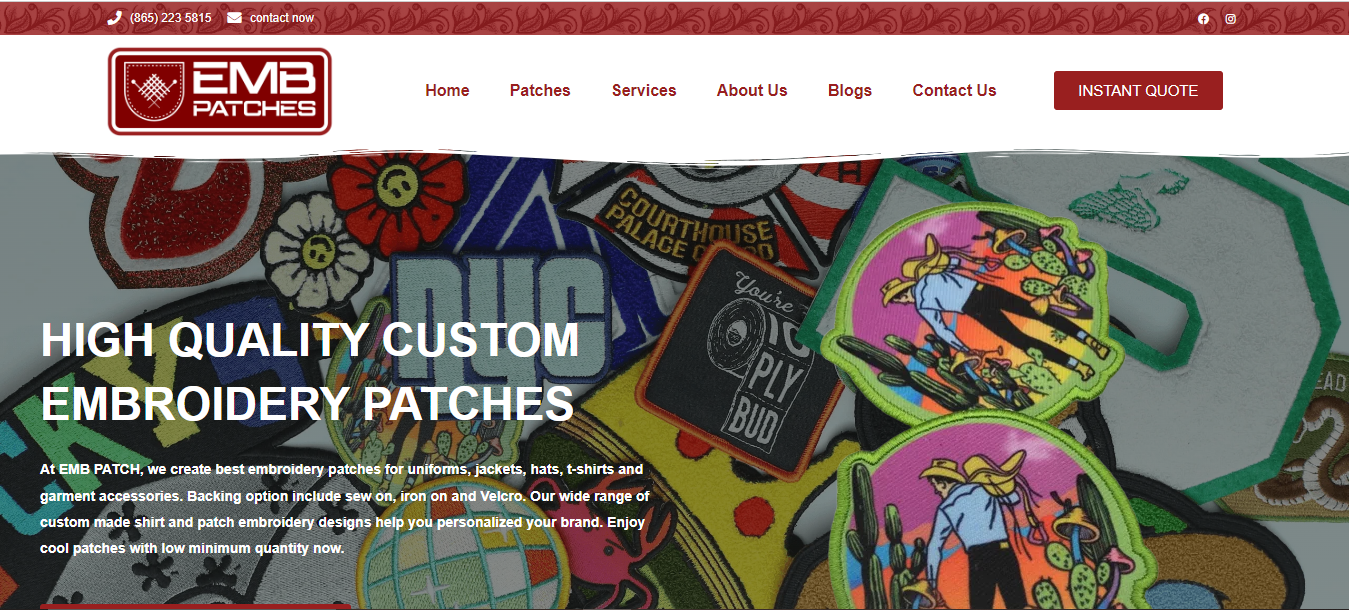 (865) 223 5815 contact now
EMB
PATCHES
Home Patches Services About Us Blogs Contact Us INSTANT QUOTE
COURTHOUSE
PALACE
NYC
You're
PLY
BUD
HIGH QUALITY CUSTOM
EMBROIDERY PATCHES
At EMB PATCH, we create best embroidery patches for uniforms, jackets, hats, t-shirts and
garment accessories. Backing option include sew on, iron on and Velcro. Our wide range of
custom made shirt and patch embroidery designs help you personalized your brand. Enjoy
cool patches with low minimum quantity now.